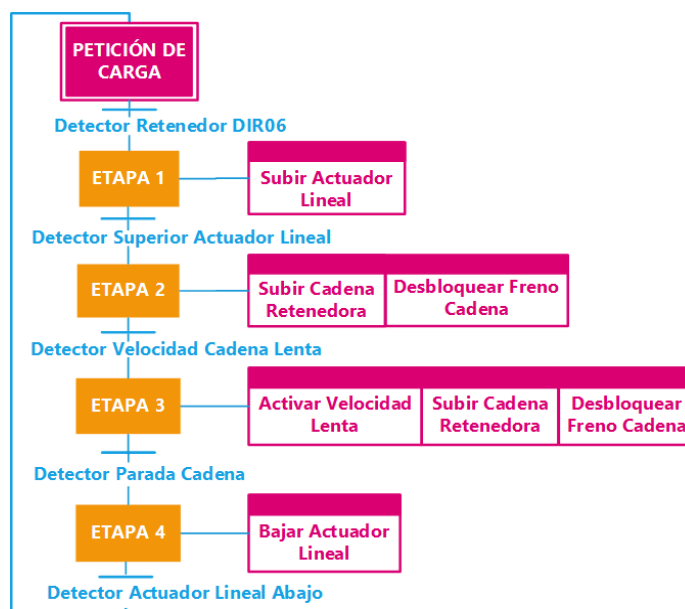 PETICIÓN DE
CARGA
Detector Retenedor DIR06
ETAPA 1
Subir Actuador
Lineal
Detector Superior Actuador Lineal
ETAPA 2
Subir Cadena
Retenedora
Desbloquear Freno
Cadena
Detector Velocidad Cadena Lenta
ETAPA 3
Activar Velocidad
Lenta
Subir Cadena
Retenedora
Desbloquear
Freno Cadena
Detector Parada Cadena
ETAPA 4
Bajar Actuador
Lineal
Detector Actuador Lineal Abajo